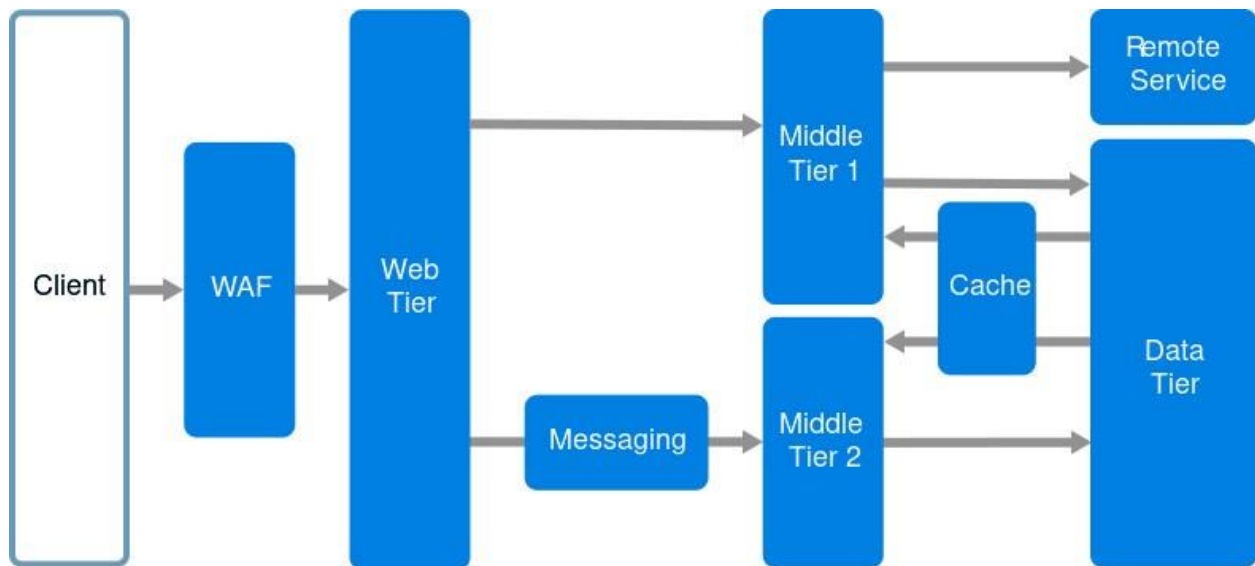 Client
WAF
Web
Tier
Messaging
Middle
Tier 1
Middle
Tier 2
Cache
Remote
Service
Data
Tier